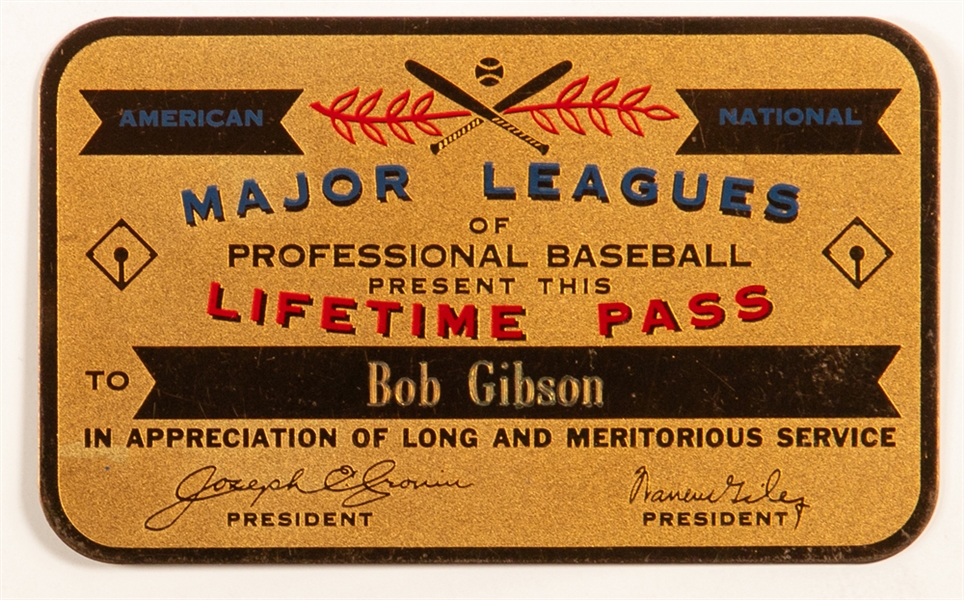 AMERICAN NATIONAL
MAJOR LEAGUES
OF
PROFESSIONAL BASEBALL
PRESENT THIS
LIFETIME PASS
TO Bob Gibson
IN APPRECIATION OF LONG AND MERITORIOUS SERVICE
Joseph E. Cronin Warren Giles
PRESIDENT PRESIDENT